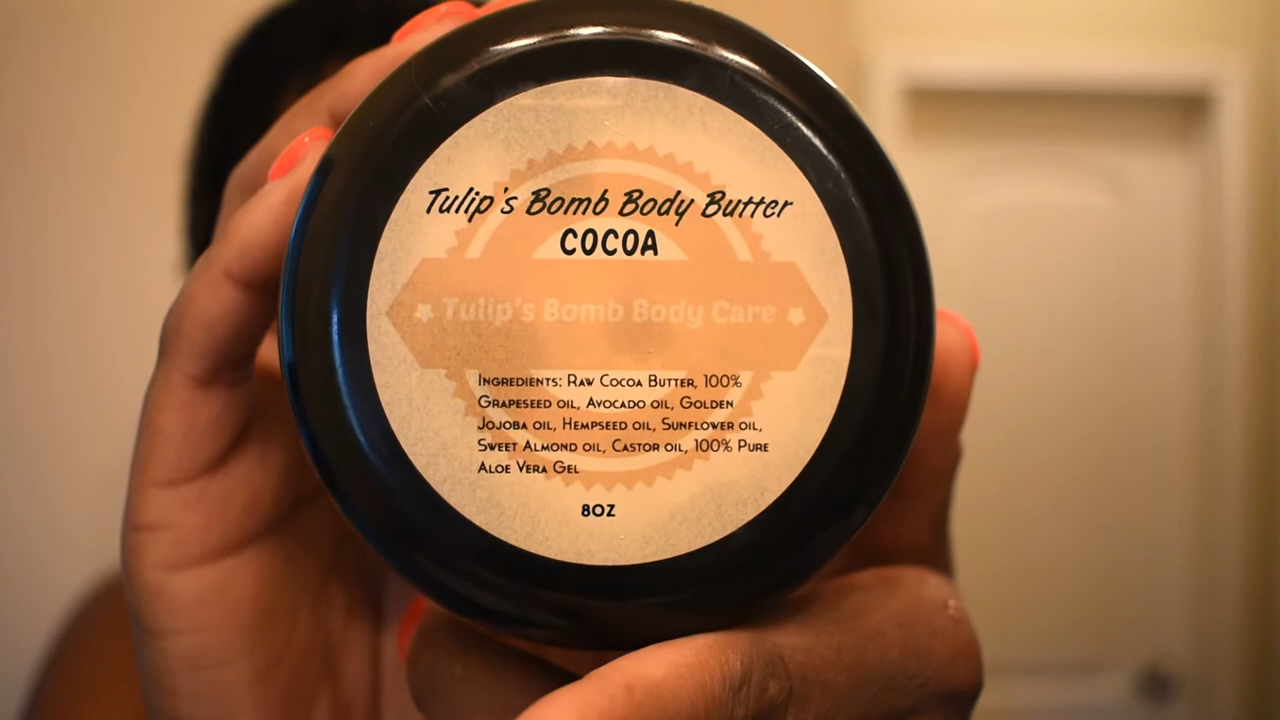 Tulip's Bomb Body Butter
COCOA
Tulip's Bomb Body Care
Ingredients: Raw Cocoa Butter, 100%
Grapeseed oil, Avocado oil, Golden
Jojoba oil, Hempseed oil, Sunflower oil,
Sweet Almond oil, Castor oil, 100% Pure
Aloe Vera Gel
8oz